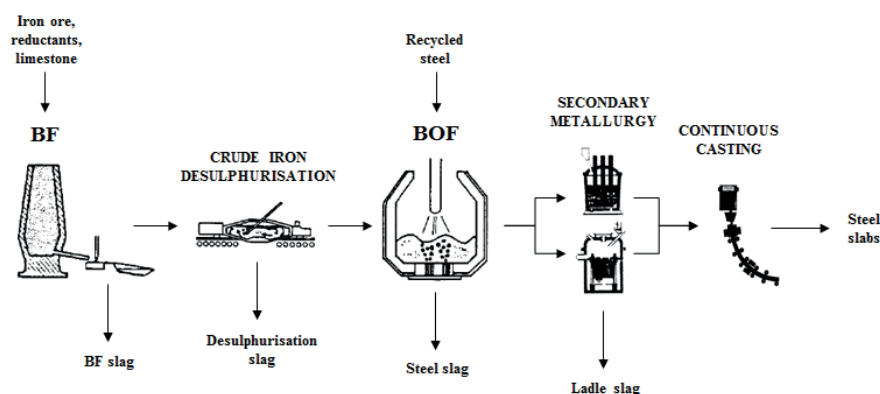 Iron ore,
reductants,
limestone
BF
BF slag
CRUDE IRON
DESULPHURISATION
Desulphurisation
slag
Recycled
steel
BOF
Steel slag
SECONDARY
METALLURGY
Ladle slag
CONTINUOUS
CASTING
Steel
slabs